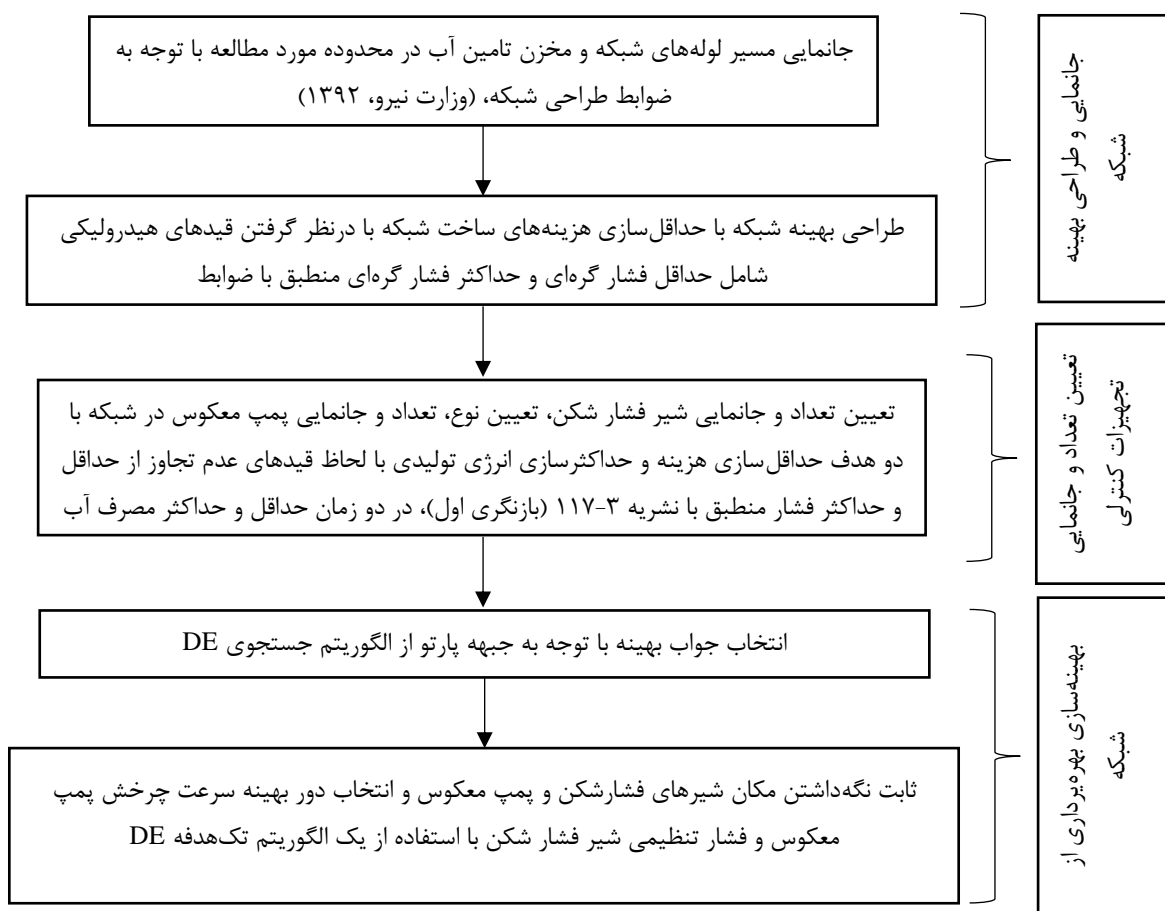 جانمایی مسیر لوله‌های شبکه و مخزن تامین آب در محدوده مورد مطالعه با توجه به
ضوابط طراحی شبکه، (وزارت نیرو، ۱۳۹۲)
جانمایی و طراحی بهینه
شبکه
طراحی بهینه شبکه با حداقل‌سازی هزینه‌های ساخت شبکه با درنظر گرفتن قیدهای هیدرولیکی
شامل حداقل فشار گره‌ای و حداکثر فشار گره‌ای منطبق با ضوابط
تعیین تعداد و جانمایی شیر فشار شکن، تعیین نوع، تعداد و جانمایی پمپ معکوس در شبکه با
دو هدف حداقل‌سازی هزینه و حداکثرسازی انرژی تولیدی با لحاظ قیدهای عدم تجاوز از حداقل
و حداکثر فشار منطبق با نشریه ۳-۱۱۷ (بازنگری اول)، در دو زمان حداقل و حداکثر مصرف آب
تعیین تعداد و جانمایی
تجهیزات کنترلی
انتخاب جواب بهینه با توجه به جبهه پارتو از الگوریتم جستجوی DE
ثابت نگه‌داشتن مکان شیرهای فشارشکن و پمپ معکوس و انتخاب دور بهینه سرعت چرخش پمپ
معکوس و فشار تنظیمی شیر فشار شکن با استفاده از یک الگوریتم تک‌هدفه DE
بهینه‌سازی بهره‌برداری از
شبکه